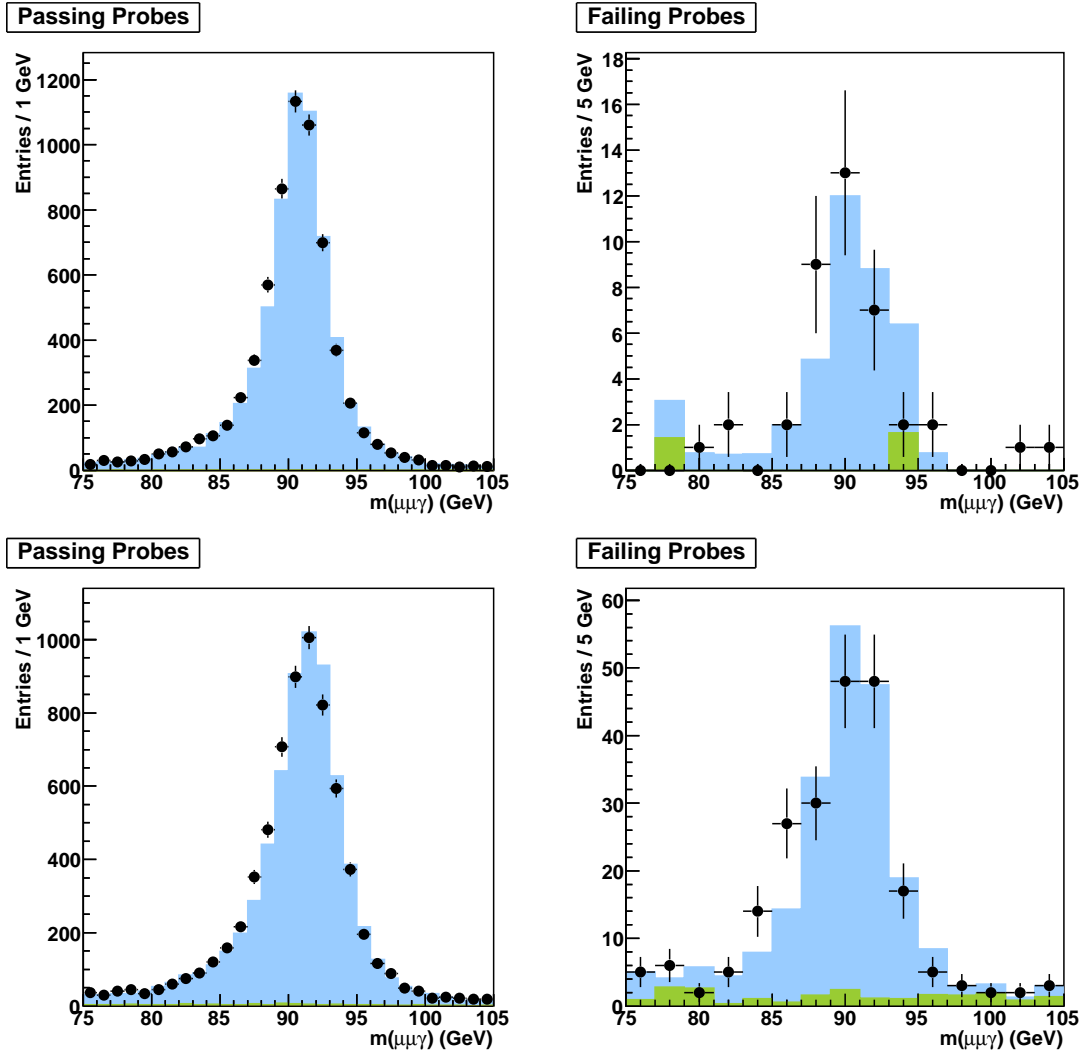 Passing Probes
Entries / 1 GeV
1200
1000
800
600
400
200
0
75 80 85 90 95 100 105
m(μμγ) (GeV)
Failing Probes
Entries / 5 GeV
18
16
14
12
10
8
6
4
2
0
75 80 85 90 95 100 105
m(μμγ) (GeV)
Passing Probes
Entries / 1 GeV
1000
800
600
400
200
0
75 80 85 90 95 100 105
m(μμγ) (GeV)
Failing Probes
Entries / 5 GeV
60
50
40
30
20
10
0
75 80 85 90 95 100 105
m(μμγ) (GeV)